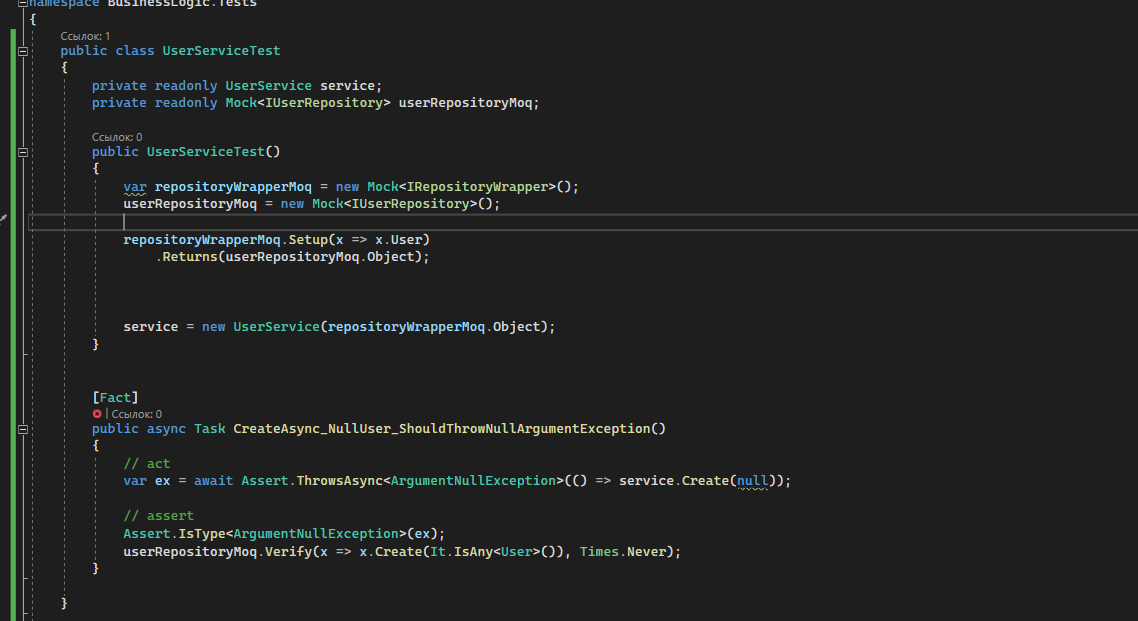 namespace BusinessLogic.Tests
{
Ссылок: 1
public class UserServiceTest
{
private readonly UserService service;
private readonly Mock<IUserRepository> userRepositoryMoq;
Ссылок: 0
public UserServiceTest()
{
var repositoryWrapperMoq = new Mock<IRepositoryWrapper>();
userRepositoryMoq = new Mock<IUserRepository>();
repositoryWrapperMoq.Setup(x => x.User)
.Returns(userRepositoryMoq.Object);
service = new UserService(repositoryWrapperMoq.Object);
}
[Fact]
| Ссылок: 0
public async Task CreateAsync_NullUser_ShouldThrowNullArgumentException()
{
// act
var ex = await Assert.ThrowsAsync<ArgumentNullException>(() => service.Create(null));
// assert
Assert.IsType<ArgumentNullException>(ex);
userRepositoryMoq.Verify(x => x.Create(It.IsAny<User>()), Times.Never);
}
}